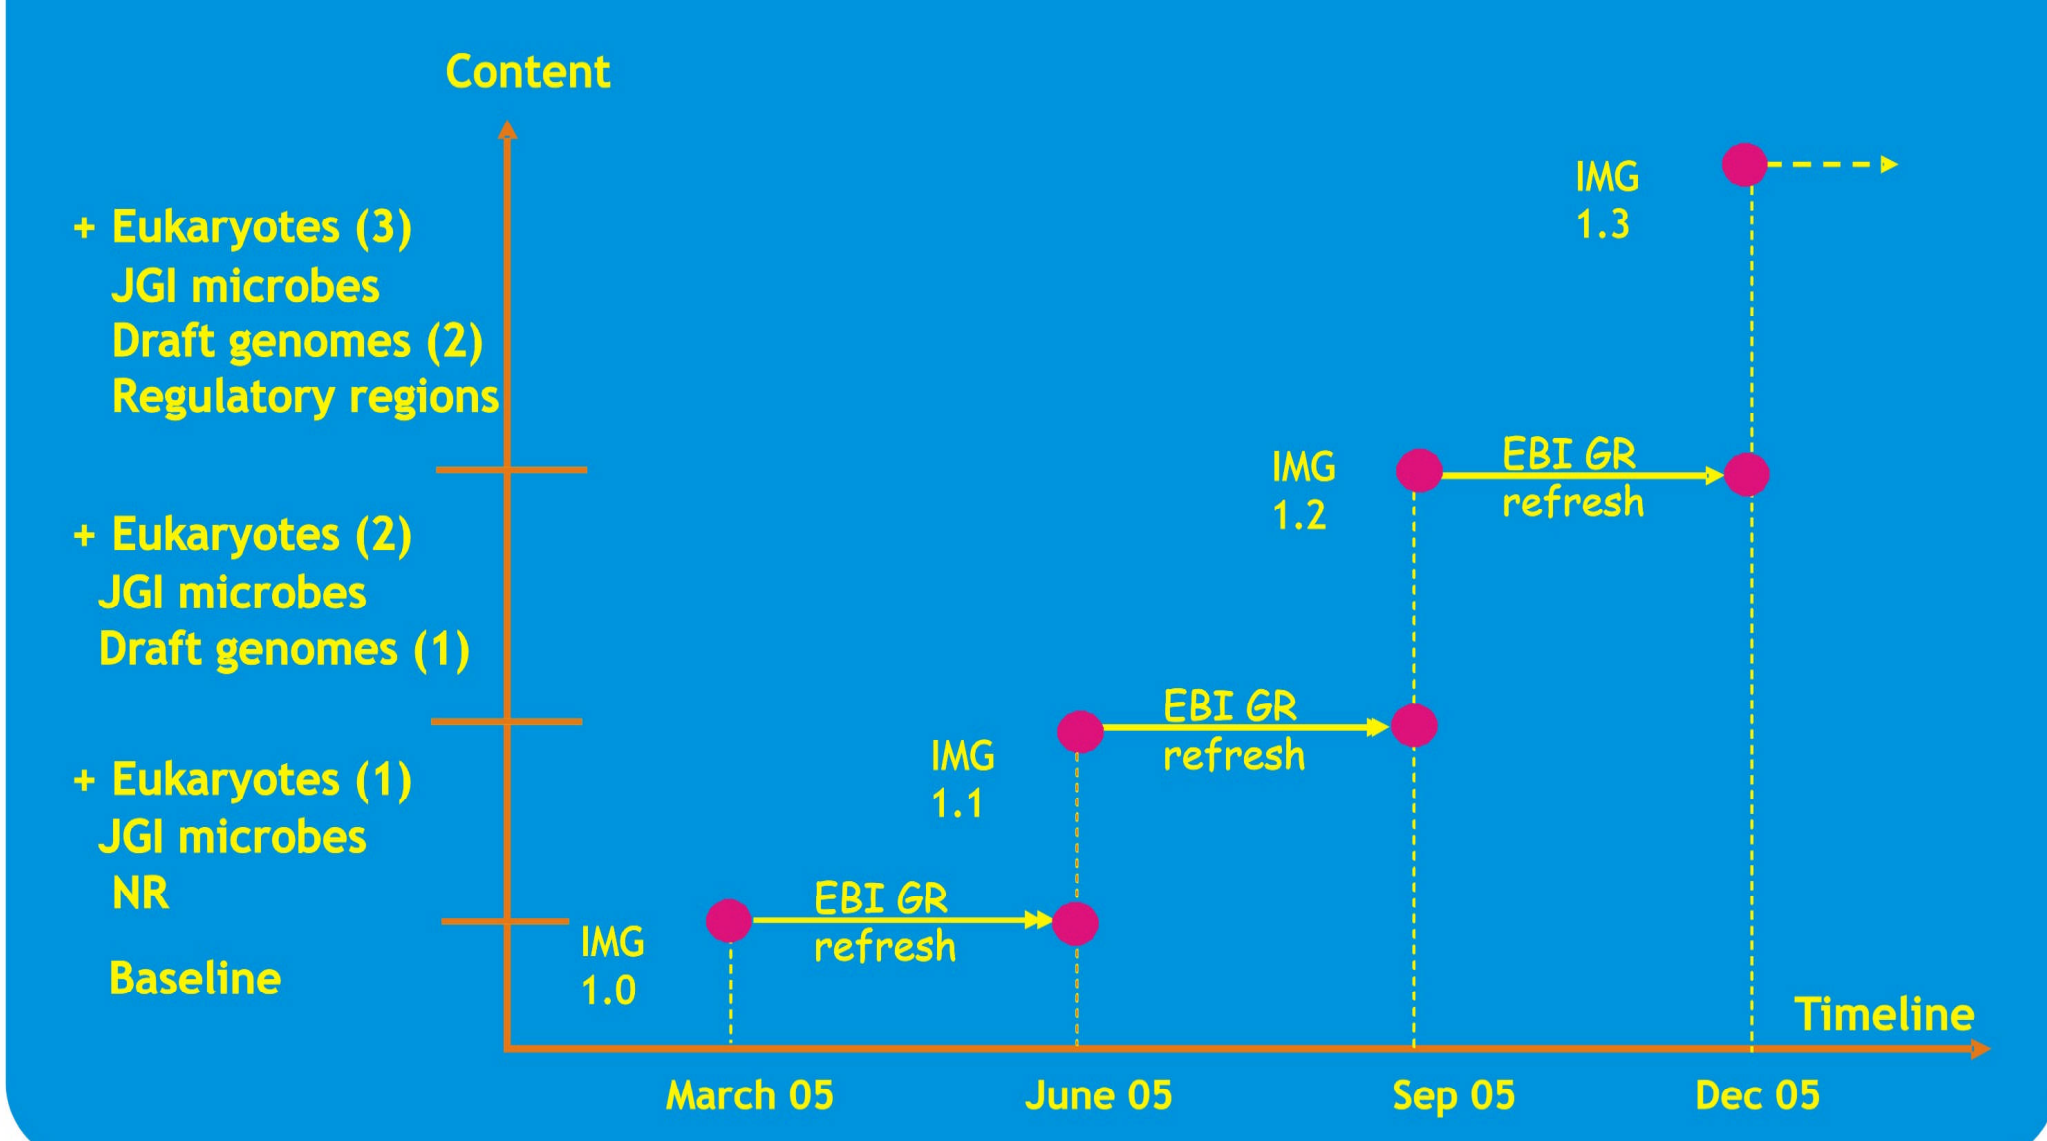 Content
+ Eukaryotes (3)
JGI microbes
Draft genomes (2)
Regulatory regions
+ Eukaryotes (2)
JGI microbes
Draft genomes (1)
+ Eukaryotes (1)
JGI microbes
NR
Baseline
IMG
1.3
IMG
1.2
EBI GR
refresh
IMG
1.1
EBI GR
refresh
IMG
1.0
EBI GR
refresh
Timeline
March 05
June 05
Sep 05
Dec 05